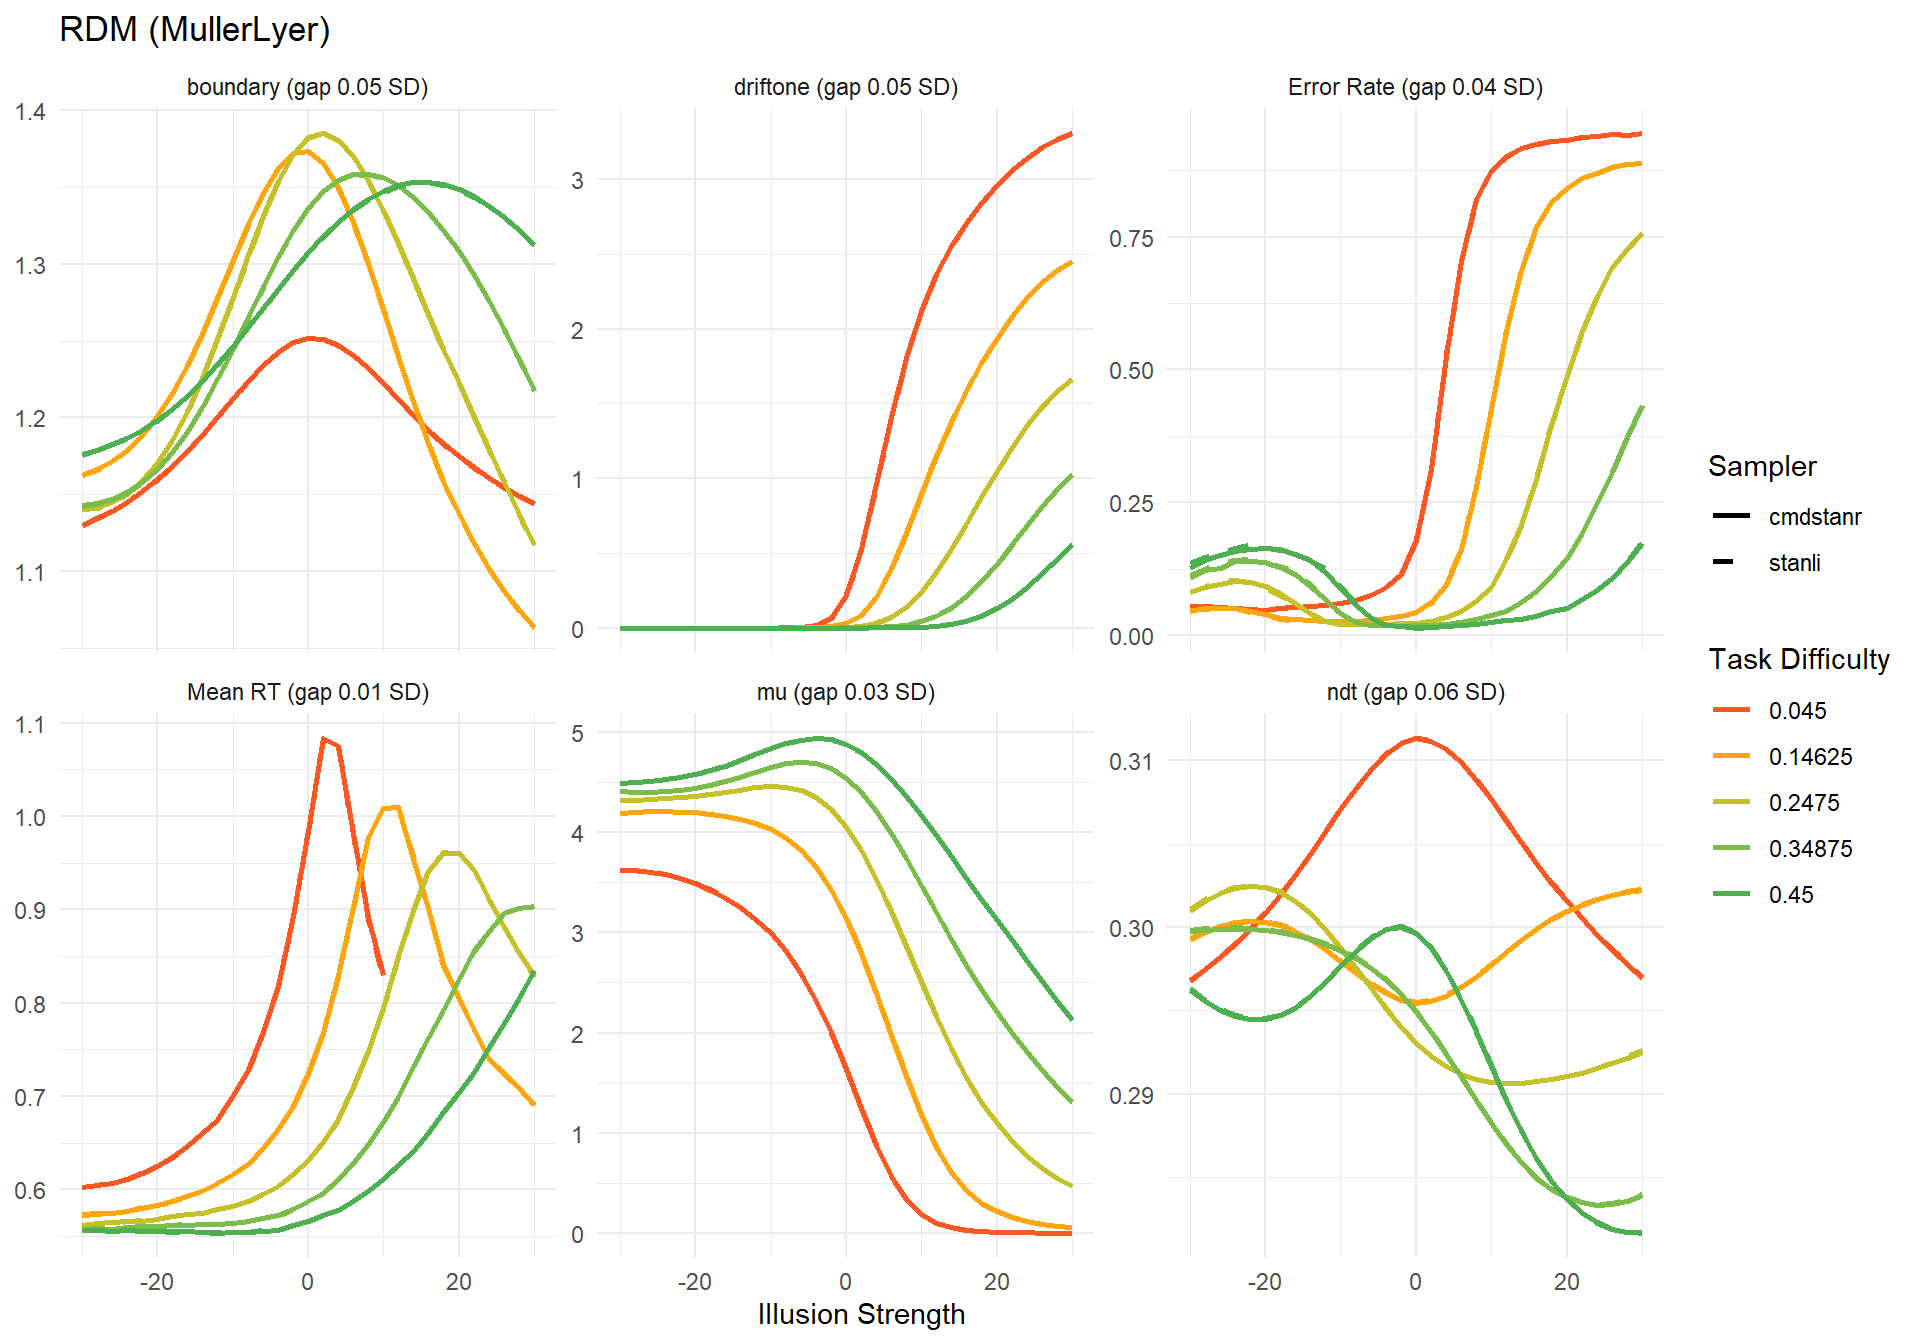 RDM (MullerLyer)
boundary (gap 0.05 SD)
driftone (gap 0.05 SD)
Error Rate (gap 0.04 SD)
1.4
1.3
1.2
1.1
3
2
1
0
0.75
0.50
0.25
0.00
Mean RT (gap 0.01 SD)
mu (gap 0.03 SD)
ndt (gap 0.06 SD)
1.1
1.0
0.9
0.8
0.7
0.6
5
4
3
2
1
0
0.31
0.30
0.29
-20 0 20
-20 0 20
-20 0 20
Illusion Strength
Sampler
cmdstanr
stanli
Task Difficulty
0.045
0.14625
0.2475
0.34875
0.45